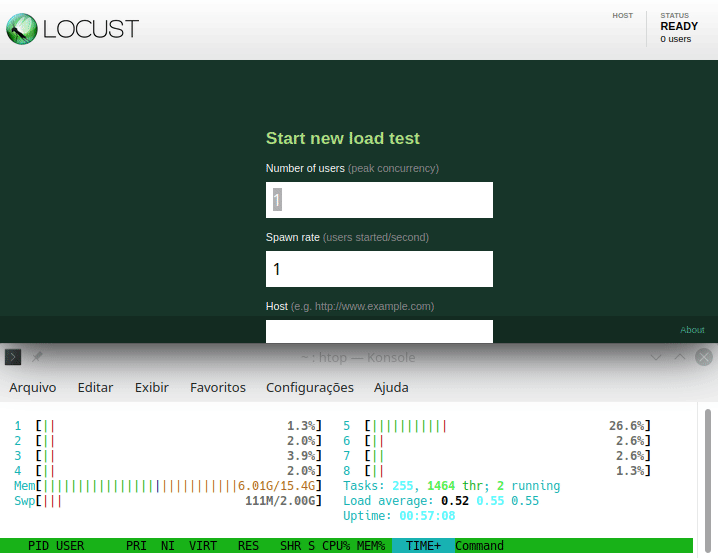 LOCUST
HOST
STATUS
READY
0 users
Start new load test
Number of users (peak concurrency)
1
Spawn rate (users started/second)
1
Host (e.g. http://www.example.com)
About
~ : htop — Konsole
Arquivo Editar Exibir Favoritos Configurações Ajuda
1 [|| 1.3%] 5 [||||||||||| 26.6%]
2 [|| 2.0%] 6 [|| 2.6%]
3 [|| 3.9%] 7 [|| 2.6%]
4 [|| 2.0%] 8 [|| 1.3%]
Mem[||||||||||||||||||||||||||||6.01G/15.4G] Tasks: 255, 1464 thr; 2 running
Swp[||| 111M/2.00G] Load average: 0.52 0.55 0.55
Uptime: 00:57:08
PID USER PRI NI VIRT RES SHR S CPU% MEM% TIME+ Command